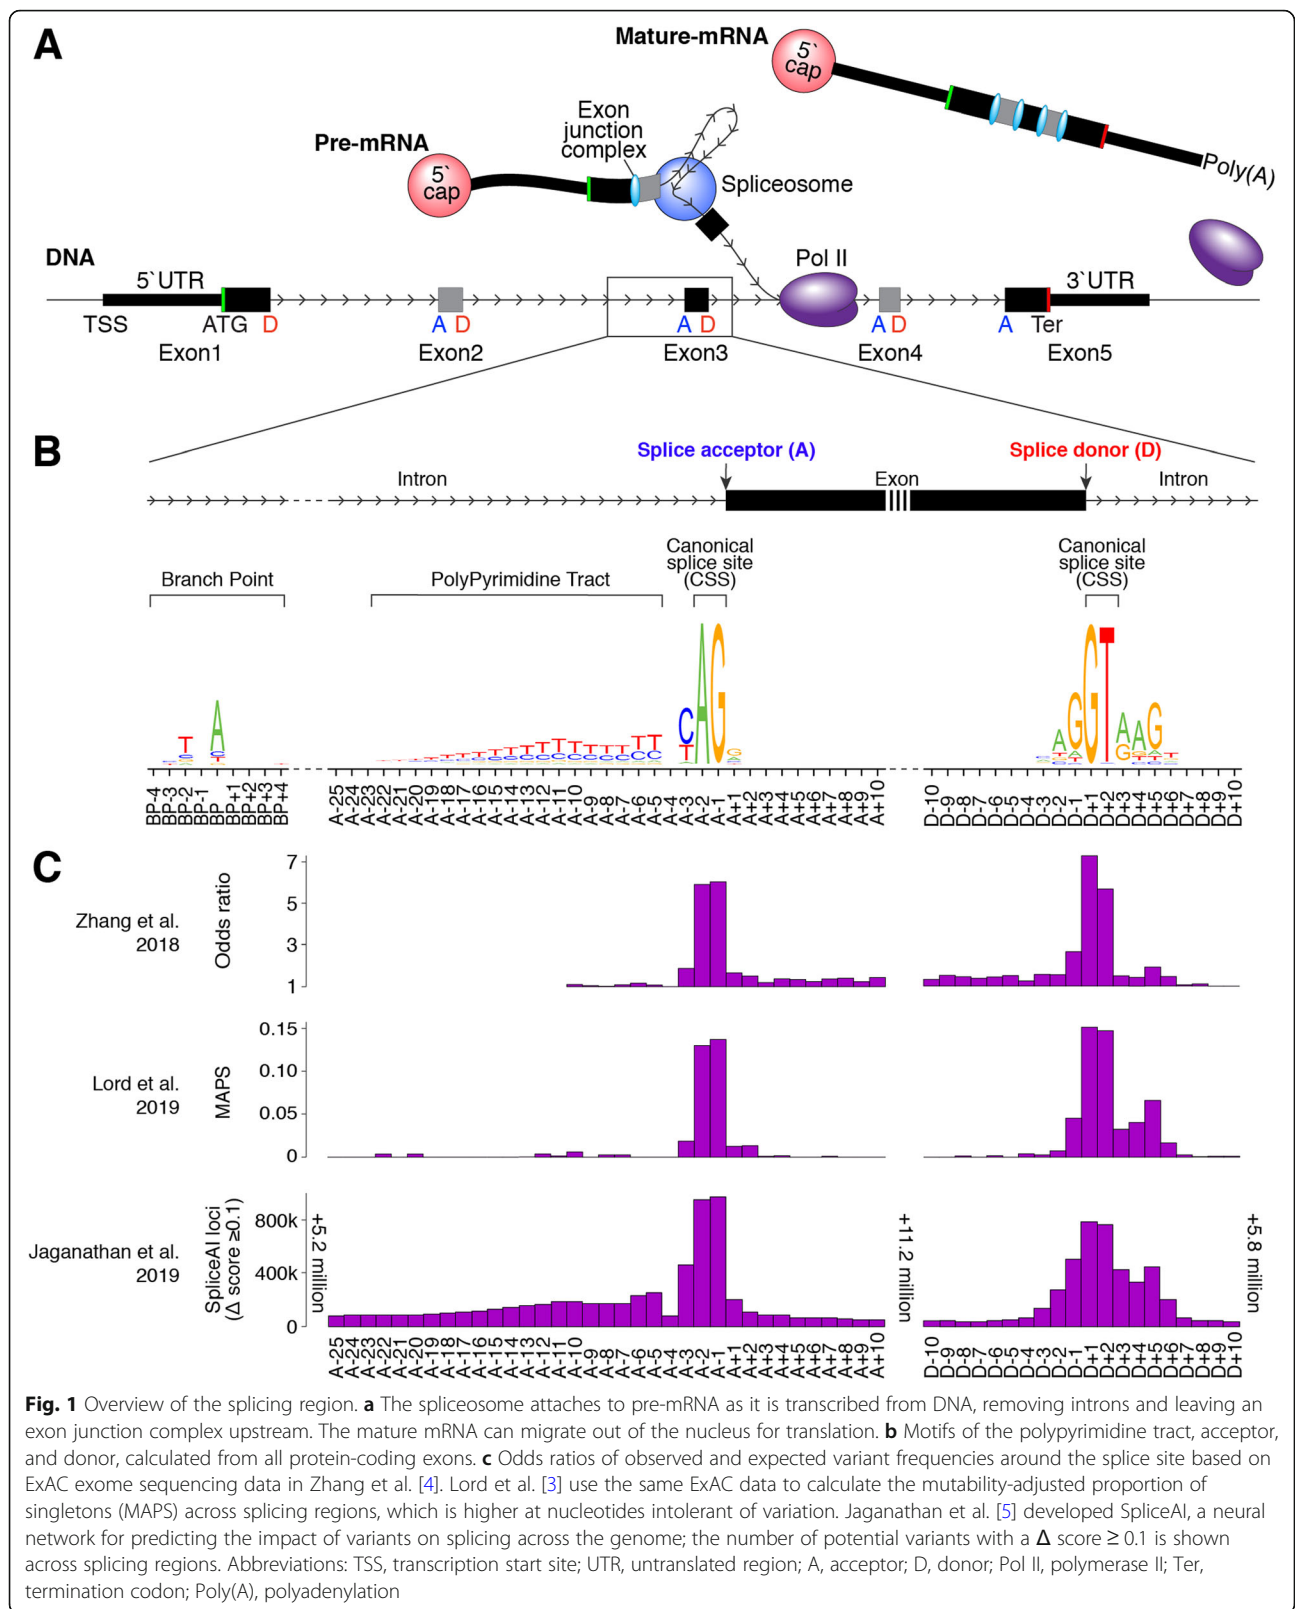 A
Mature-mRNA
5`
cap
Poly(A)
Exon
junction
complex
Pre-mRNA
5`
cap
Spliceosome
DNA
Pol II
5`UTR
3`UTR
TSS
ATG
D
A D
A D
A D
A
Ter
Exon1
Exon2
Exon3
Exon4
Exon5
B
Splice acceptor (A)
Splice donor (D)
Intron
Exon
Intron
Branch Point
PolyPyrimidine Tract
Canonical
splice site
(CSS)
Canonical
splice site
(CSS)
BP-4 BP-3 BP-2 BP-1 BP BP+1 BP+2 BP+3 BP+4
A-25 A-24 A-23 A-22 A-21 A-20 A-19 A-18 A-17 A-16 A-15 A-14 A-13 A-12 A-11 A-10 A-9 A-8 A-7 A-6 A-5 A-4 A-3 A-2 A-1 A+1 A+2 A+3 A+4 A+5 A+6 A+7 A+8 A+9 A+10
D-10 D-9 D-8 D-7 D-6 D-5 D-4 D-3 D-2 D-1 D+1 D+2 D+3 D+4 D+5 D+6 D+7 D+8 D+9 D+10
C
Zhang et al.
2018
Odds ratio
7
5
3
1
Lord et al.
2019
MAPS
0.15
0.10
0.05
0
Jaganathan et al.
2019
SpliceAI loci
(Δ score ≥0.1)
800k
400k
0
+5.2 million
+11.2 million
+5.8 million
A-25 A-24 A-23 A-22 A-21 A-20 A-19 A-18 A-17 A-16 A-15 A-14 A-13 A-12 A-11 A-10 A-9 A-8 A-7 A-6 A-5 A-4 A-3 A-2 A-1 A+1 A+2 A+3 A+4 A+5 A+6 A+7 A+8 A+9 A+10
D-10 D-9 D-8 D-7 D-6 D-5 D-4 D-3 D-2 D-1 D+1 D+2 D+3 D+4 D+5 D+6 D+7 D+8 D+9 D+10
Fig. 1 Overview of the splicing region. a The spliceosome attaches to pre-mRNA as it is transcribed from DNA, removing introns and leaving an
exon junction complex upstream. The mature mRNA can migrate out of the nucleus for translation. b Motifs of the polypyrimidine tract, acceptor,
and donor, calculated from all protein-coding exons. c Odds ratios of observed and expected variant frequencies around the splice site based on
ExAC exome sequencing data in Zhang et al. [4]. Lord et al. [3] use the same ExAC data to calculate the mutability-adjusted proportion of
singletons (MAPS) across splicing regions, which is higher at nucleotides intolerant of variation. Jaganathan et al. [5] developed SpliceAI, a neural
network for predicting the impact of variants on splicing across the genome; the number of potential variants with a Δ score ≥ 0.1 is shown
across splicing regions. Abbreviations: TSS, transcription start site; UTR, untranslated region; A, acceptor; D, donor; Pol II, polymerase II; Ter,
termination codon; Poly(A), polyadenylation